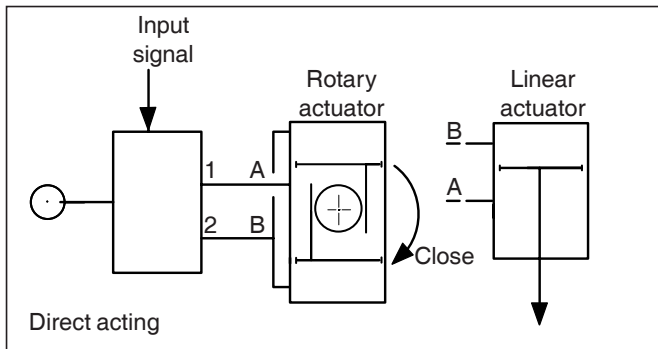 Input
signal
Rotary
actuator
Linear
actuator
1
A
2
B
B
A
Close
Direct acting